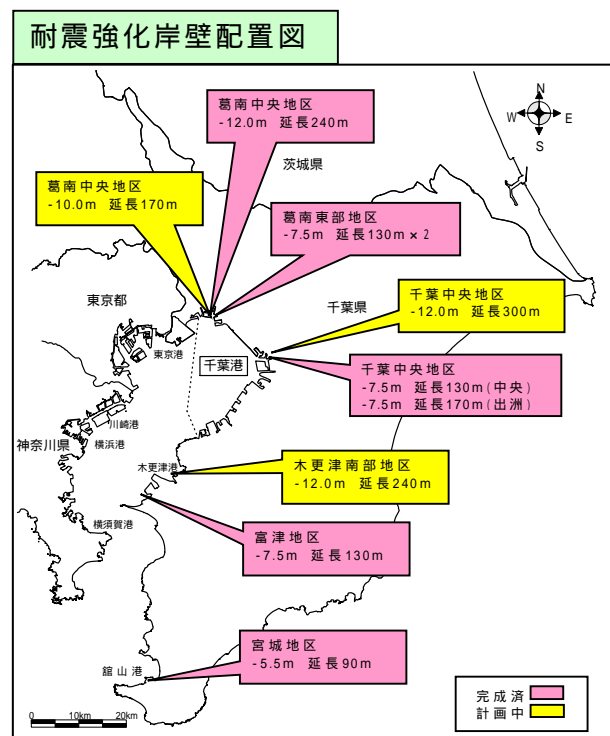 耐震強化岸壁配置図
葛南中央地区
-12.0m 延長240m
N
W E
S
茨城県
葛南中央地区
-10.0m 延長170m
葛南東部地区
-7.5m 延長130m×2
千葉県
千葉中央地区
-12.0m 延長300m
東京都
東京港
千葉港
千葉中央地区
-7.5m 延長130m(中央)
-7.5m 延長170m(出洲)
川崎港
神奈川県
横浜港
木更津港
木更津南部地区
-12.0m 延長240m
横須賀港
富津地区
-7.5m 延長130m
宮城地区
-5.5m 延長90m
舘山港
完成済
計画中
0 10km 20km